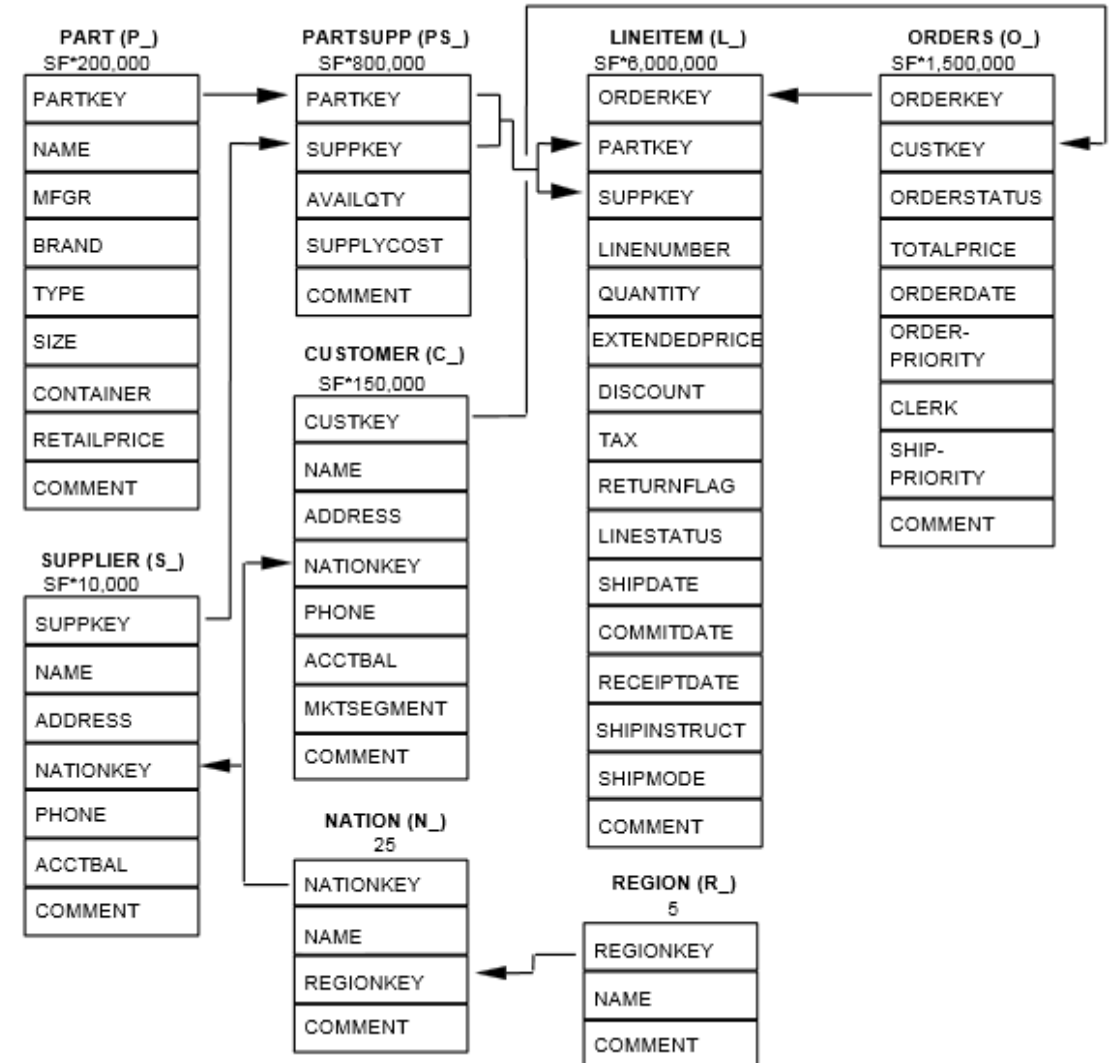 PART (P_)
SF*200,000
PARTKEY
NAME
MFGR
BRAND
TYPE
SIZE
CONTAINER
RETAILPRICE
COMMENT
SUPPLIER (S_)
SF*10,000
SUPPKEY
NAME
ADDRESS
NATIONKEY
PHONE
ACCTBAL
COMMENT
PARTSUPP (PS_)
SF*800,000
PARTKEY
SUPPKEY
AVAILQTY
SUPPLYCOST
COMMENT
CUSTOMER (C_)
SF*150,000
CUSTKEY
NAME
ADDRESS
NATIONKEY
PHONE
ACCTBAL
MKTSEGMENT
COMMENT
NATION (N_)
25
NATIONKEY
NAME
REGIONKEY
COMMENT
LINEITEM (L_)
SF*6,000,000
ORDERKEY
PARTKEY
SUPPKEY
LINENUMBER
QUANTITY
EXTENDEDPRICE
DISCOUNT
TAX
RETURNFLAG
LINESTATUS
SHIPDATE
COMMITDATE
RECEIPTDATE
SHIPINSTRUCT
SHIPMODE
COMMENT
REGION (R_)
5
REGIONKEY
NAME
COMMENT
ORDERS (O_)
SF*1,500,000
ORDERKEY
CUSTKEY
ORDERSTATUS
TOTALPRICE
ORDERDATE
ORDER-
PRIORITY
CLERK
SHIP-
PRIORITY
COMMENT